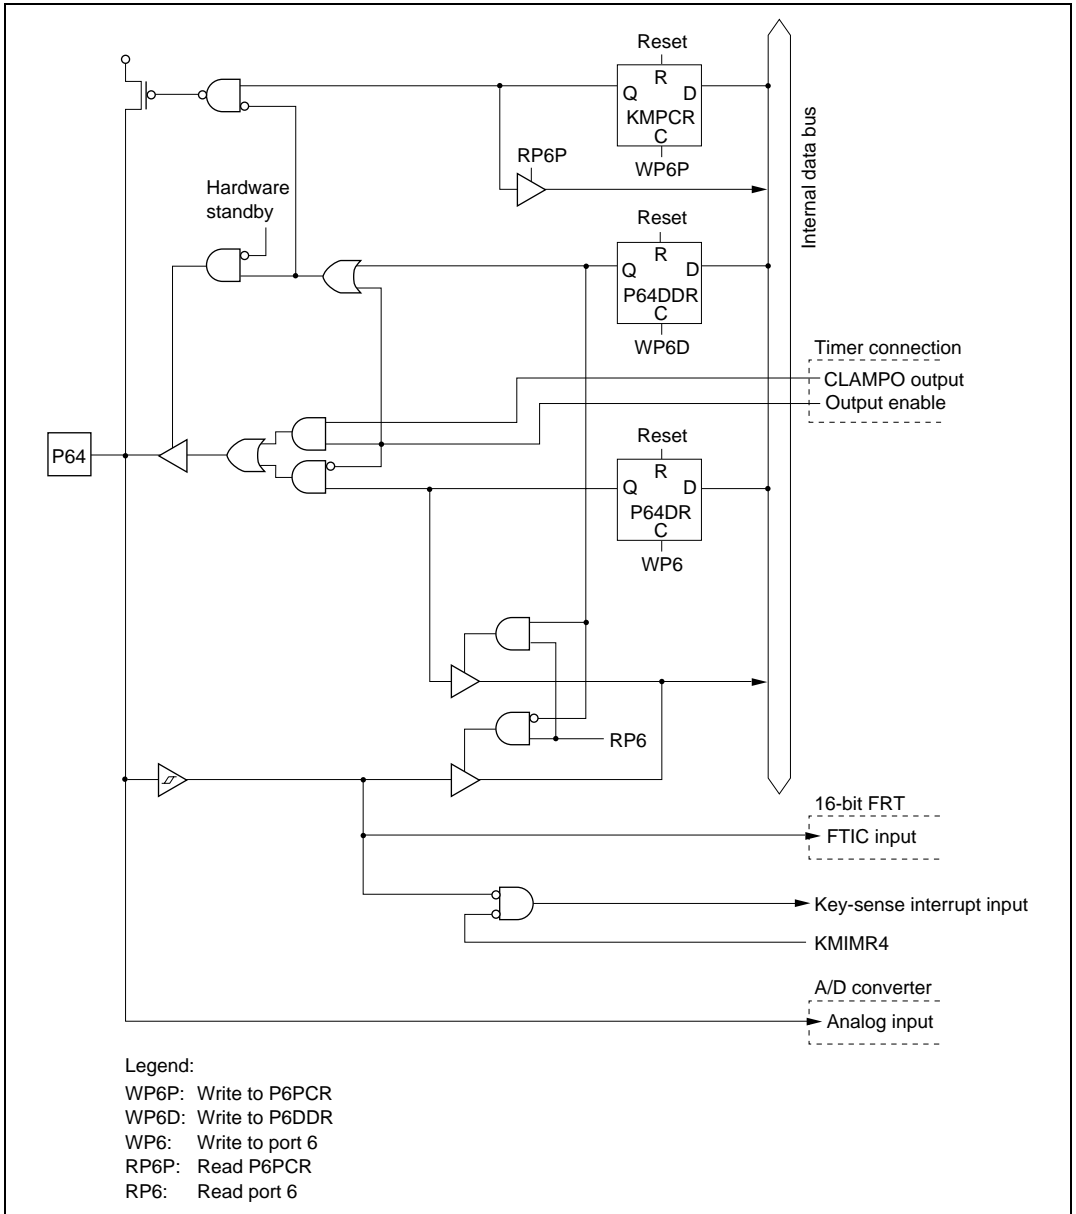 Reset
R
Q D
KMPCR
C
RP6P
WP6P
Internal data bus
Hardware
standby
Reset
R
Q D
P64DDR
C
WP6D
Timer connection
CLAMPO output
Output enable
Reset
P64
R
Q D
P64DR
C
WP6
RP6
16-bit FRT
FTIC input
Key-sense interrupt input
KMIMR4
A/D converter
Analog input
Legend:
WP6P: Write to P6PCR
WP6D: Write to P6DDR
WP6: Write to port 6
RP6P: Read P6PCR
RP6: Read port 6